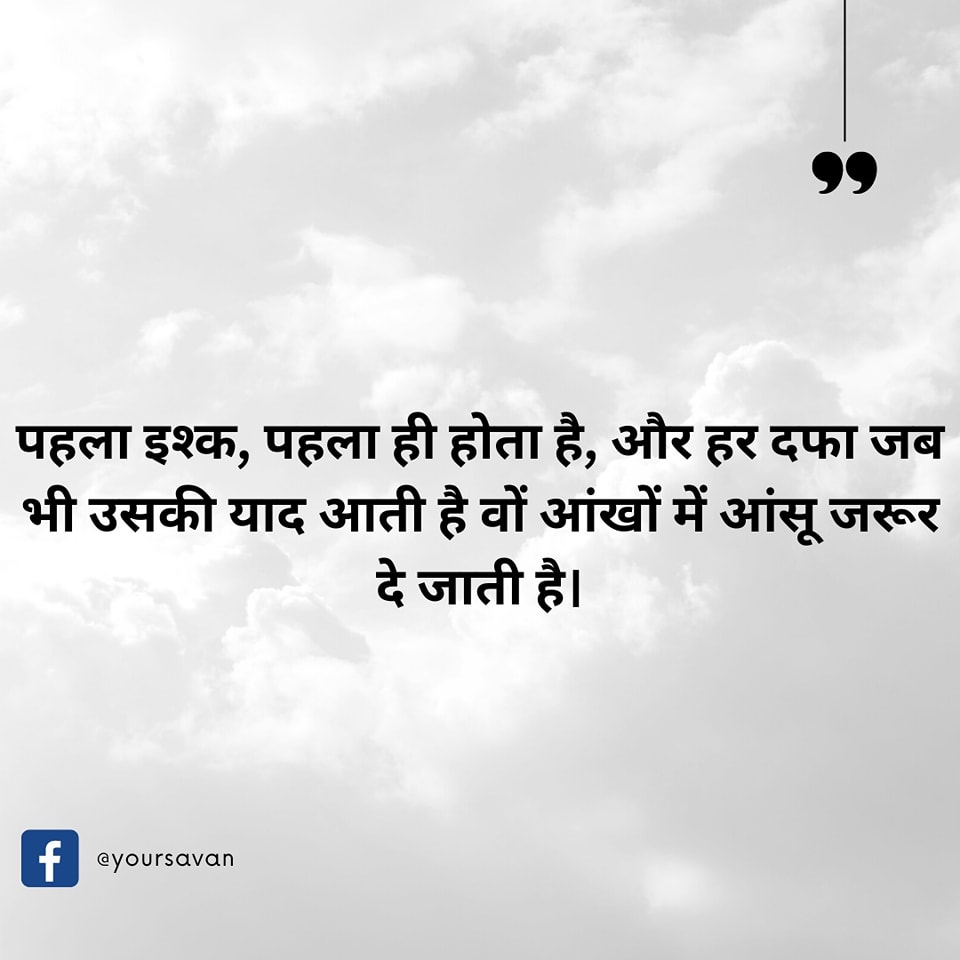 ❟❟
पहला इश्क, पहला ही होता है, और हर दफा जब
भी उसकी याद आती है वों आंखों में आंसू जरूर
दे जाती है।
@yoursavan